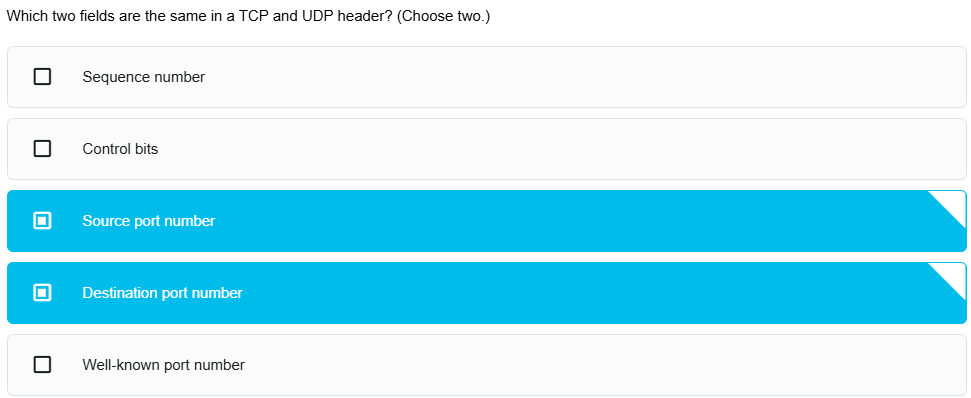 Which two fields are the same in a TCP and UDP header? (Choose two.)
Sequence number
Control bits
Source port number
Destination port number
Well-known port number